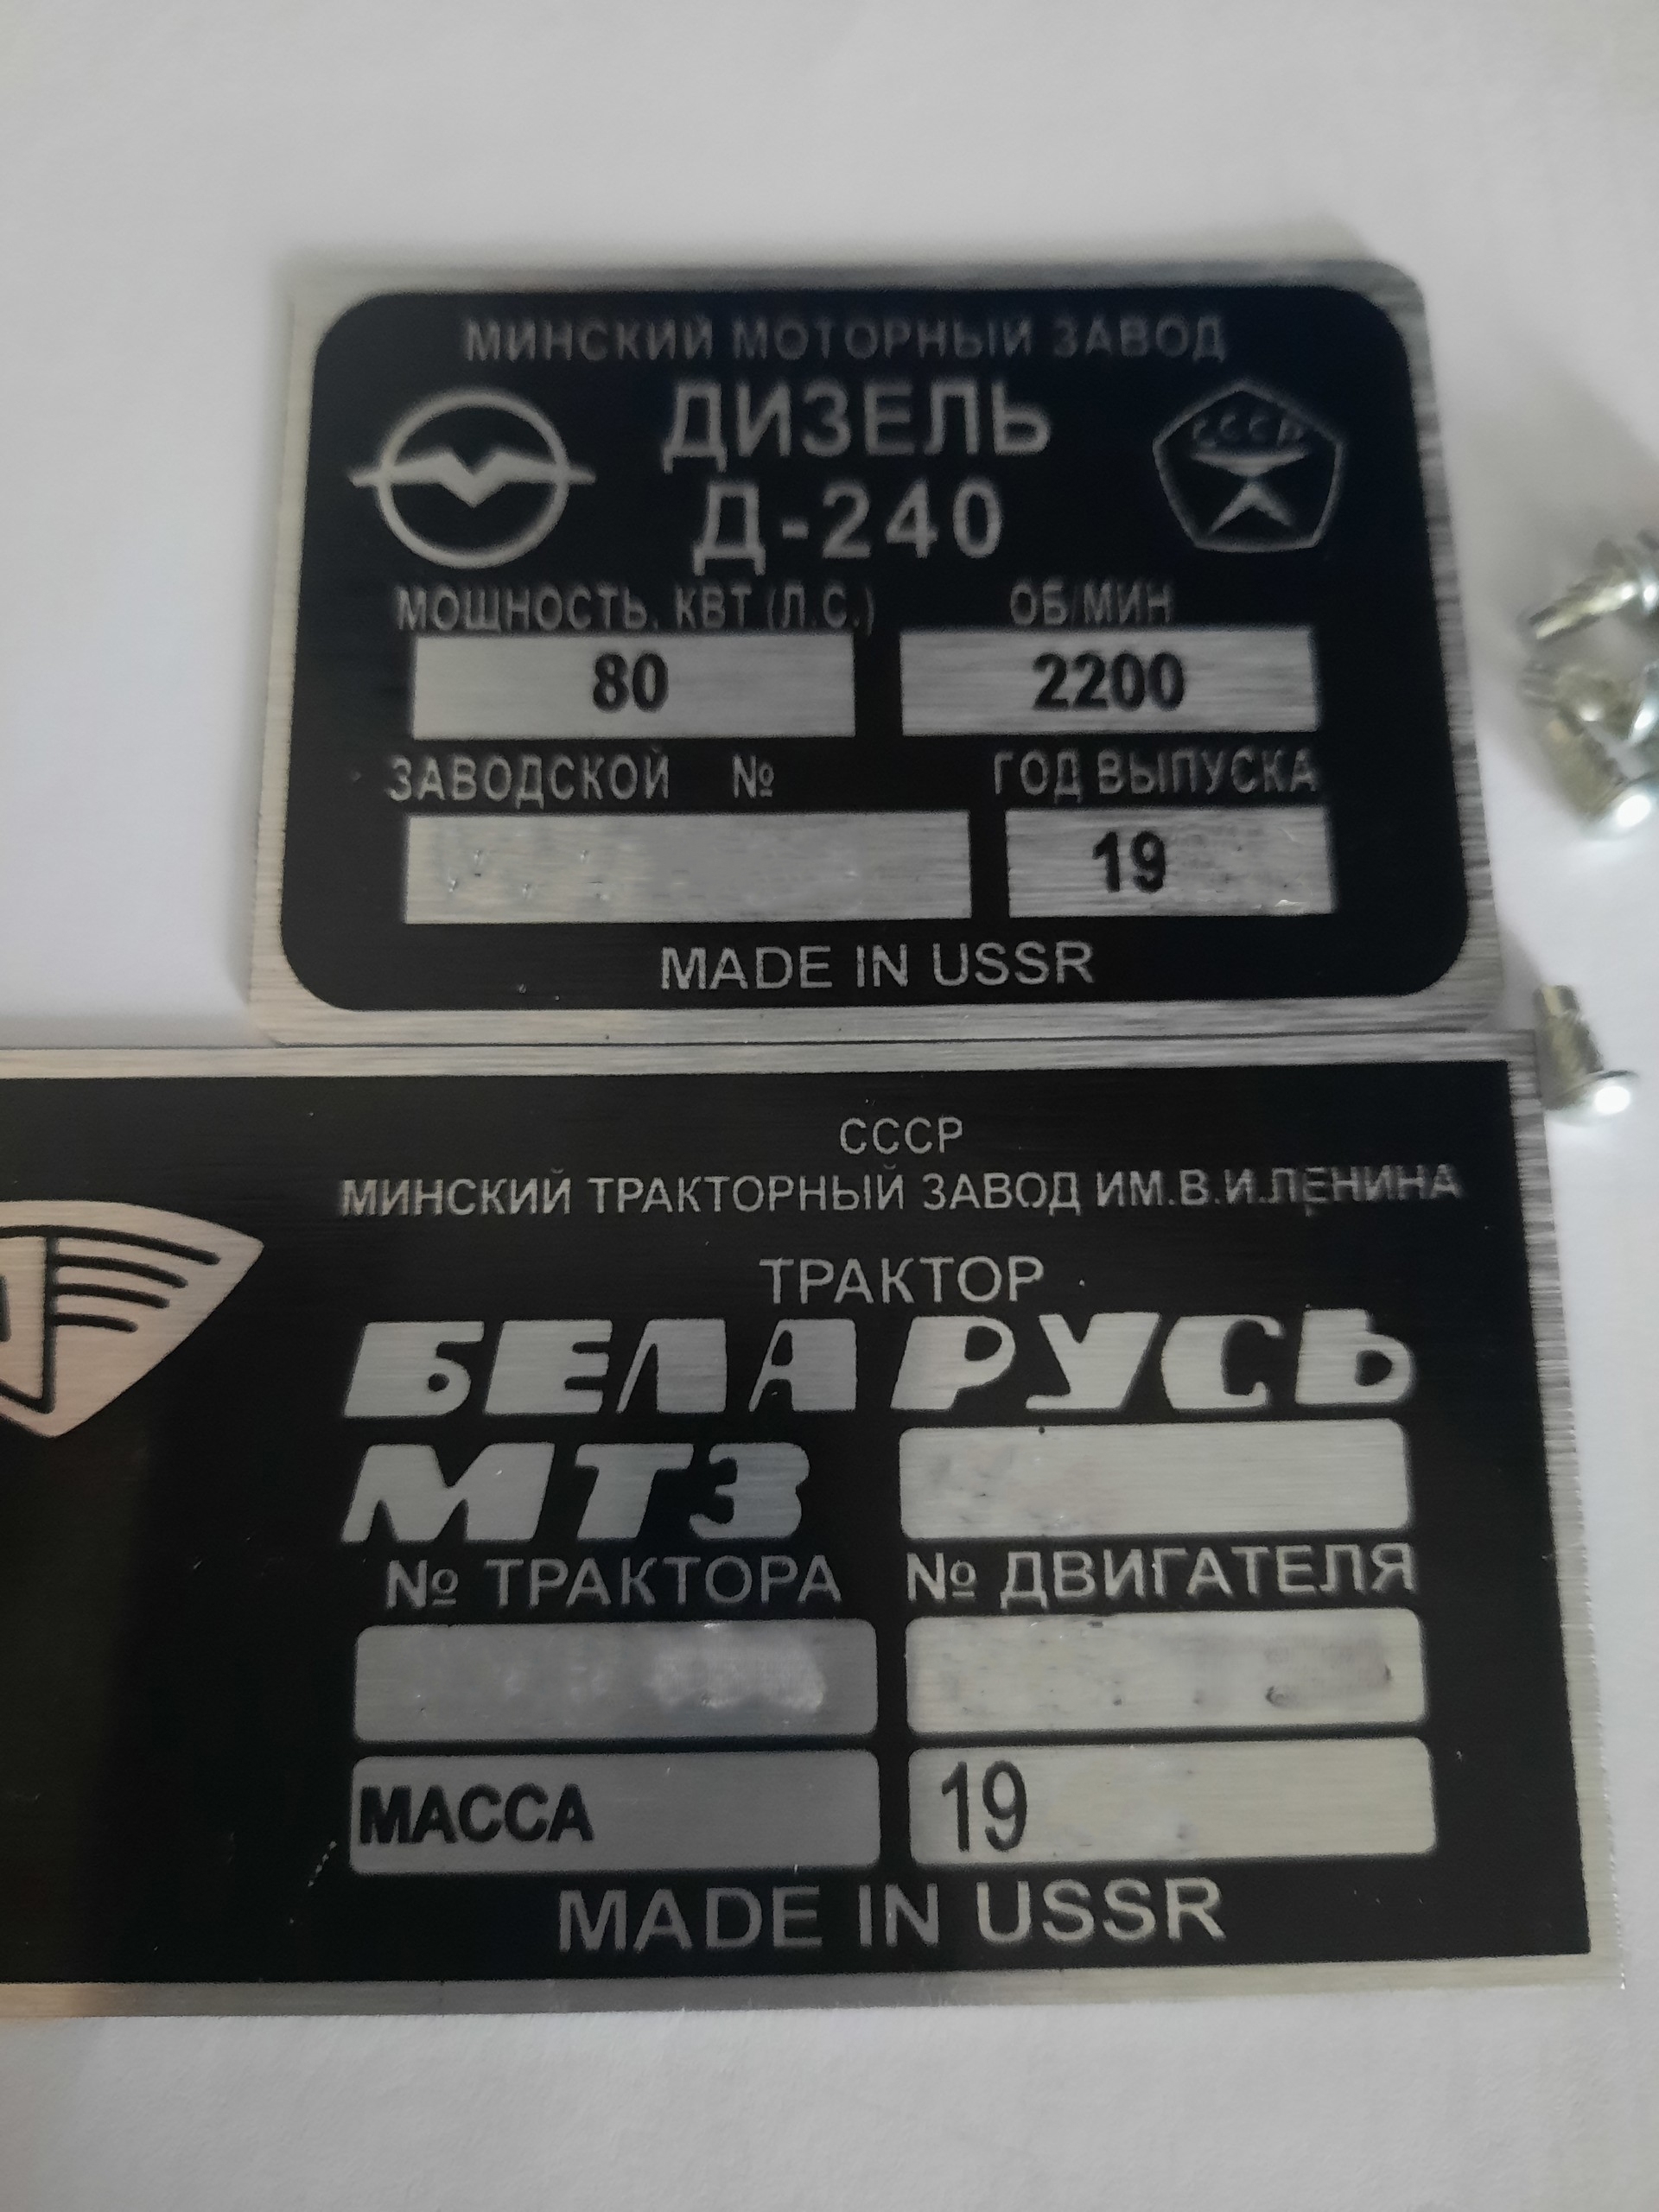 МИНСКИЙ МОТОРНЫЙ ЗАВОД
ДИЗЕЛЬ
СССР
Д-240
МОЩНОСТЬ, КВТ (Л.С.) ОБ/МИН
80 2200
ЗАВОДСКОЙ № ГОД ВЫПУСКА
19
MADE IN USSR
СССР
МИНСКИЙ ТРАКТОРНЫЙ ЗАВОД ИМ.В.И.ЛЕНИНА
ТРАКТОР
БЕЛАРУСЬ
МТЗ
№ ТРАКТОРА № ДВИГАТЕЛЯ
МАССА 19
MADE IN USSR